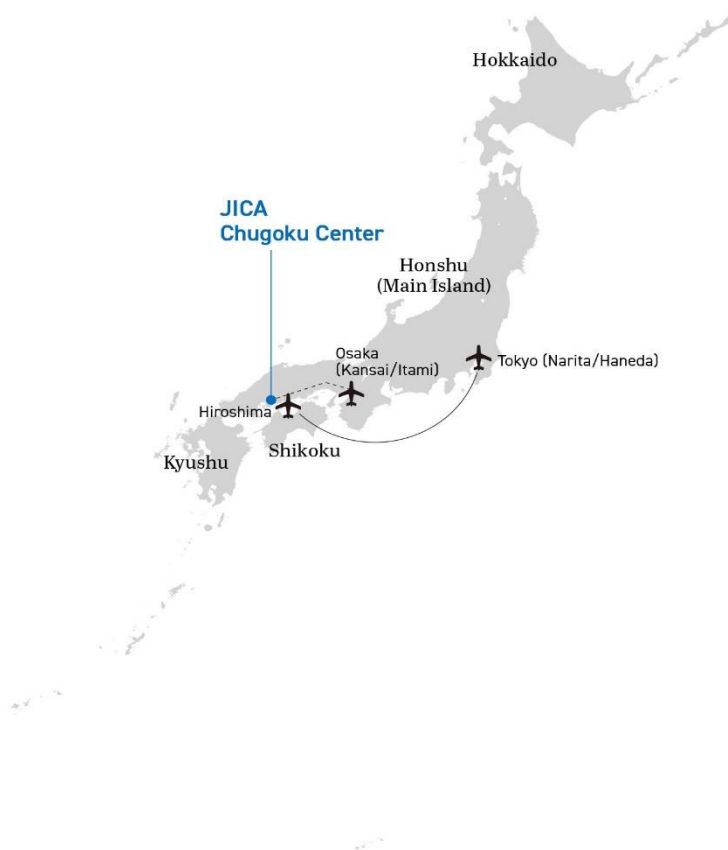 Hokkaido
JICA
Chugoku Center
Honshu
(Main Island)
Osaka
(Kansai/Itami)
Tokyo (Narita/Haneda)
Hiroshima
Shikoku
Kyushu